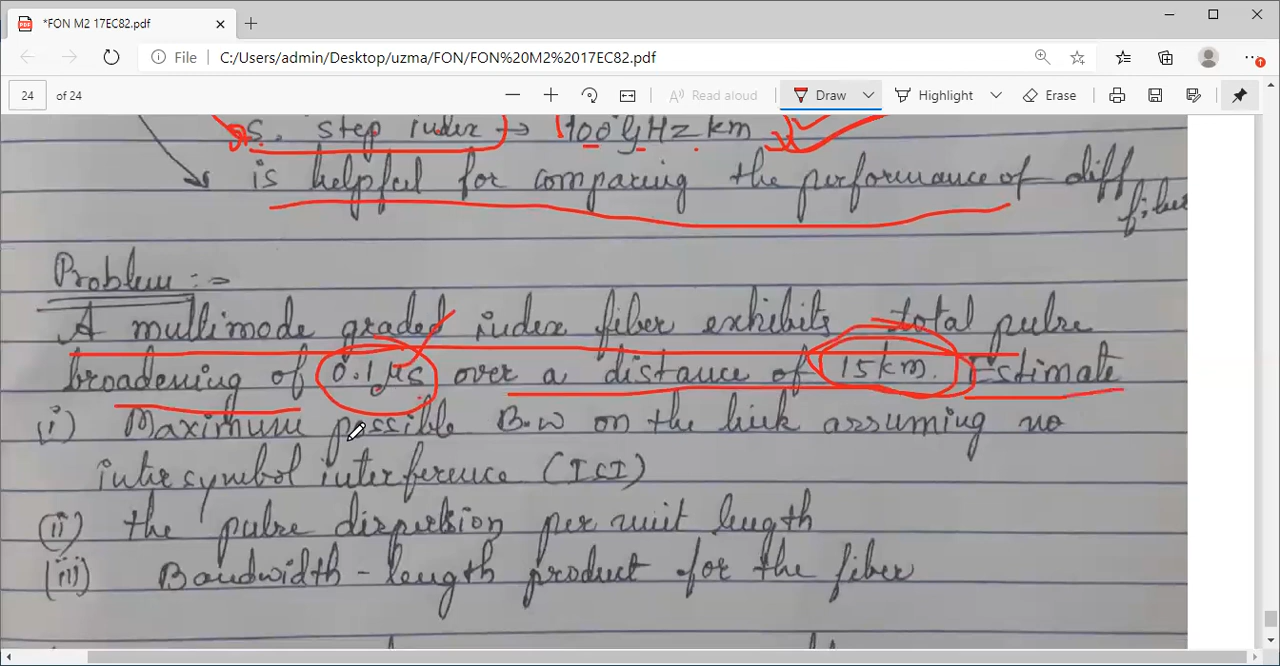 *FON M2 17EC82.pdf
File C:/Users/admin/Desktop/uzma/FON/FON%20M2%2017EC82.pdf
24 of 24 Read aloud Draw Highlight Erase
S. step index → 100 GHz km
is helpful for comparing the performance of diff
fiber
Problem :-
A multimode graded index fiber exhibits total pulse
broadening of 0.1 μs over a distance of 15km. Estimate
(i) Maximum possible B.W on the link assuming no
intersymbol interference (ISI)
(ii) the pulse dispersion per unit length
(iii) Bandwidth - length product for the fiber